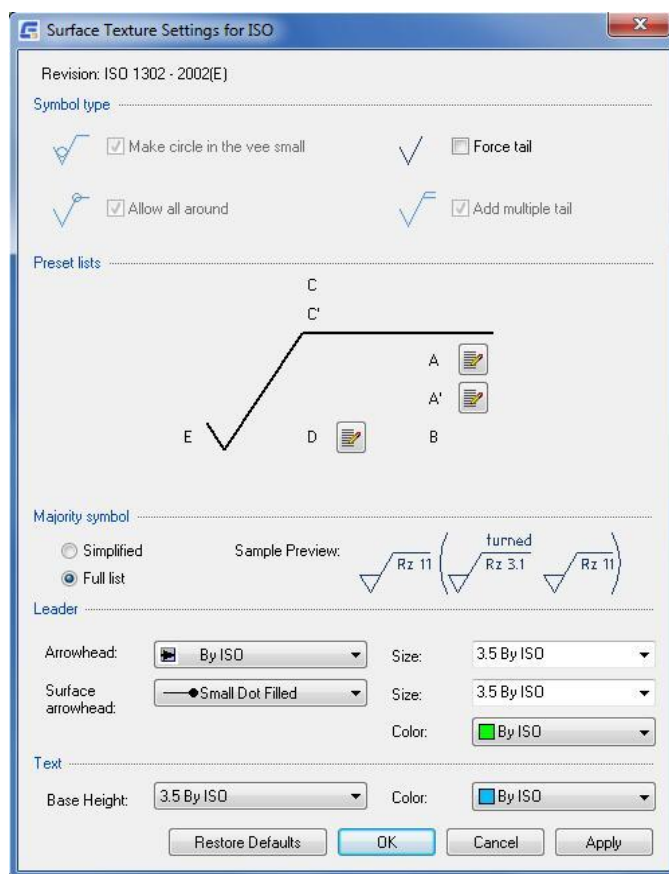 Surface Texture Settings for ISO
Revision: ISO 1302 - 2002(E)
Symbol type
Make circle in the vee small
Force tail
Allow all around
Add multiple tail
Preset lists
C
C'
A
A'
E
D
B
Majority symbol
Simplified
Full list
Sample Preview:
turned
Rz 11
Rz 3.1
Rz 11
Leader
Arrowhead:
By ISO
Size:
3.5 By ISO
Surface
arrowhead:
Small Dot Filled
Size:
3.5 By ISO
Color:
By ISO
Text
Base Height:
3.5 By ISO
Color:
By ISO
Restore Defaults
OK
Cancel
Apply